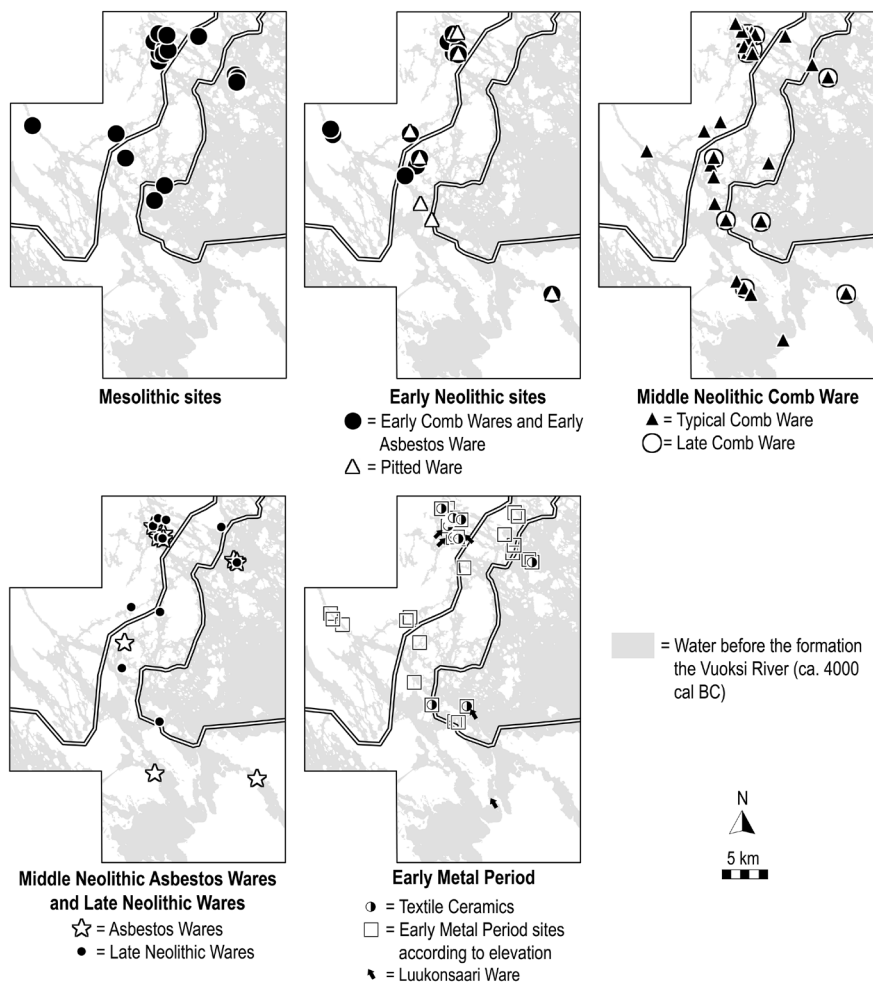 Mesolithic sites
Early Neolithic sites
= Early Comb Wares and Early
Asbestos Ware
= Pitted Ware
Middle Neolithic Comb Ware
= Typical Comb Ware
= Late Comb Ware
Middle Neolithic Asbestos Wares
and Late Neolithic Wares
= Asbestos Wares
= Late Neolithic Wares
Early Metal Period
= Textile Ceramics
= Early Metal Period sites
according to elevation
= Luukonsaari Ware
= Water before the formation
the Vuoksi River (ca. 4000
cal BC)
N
5 km